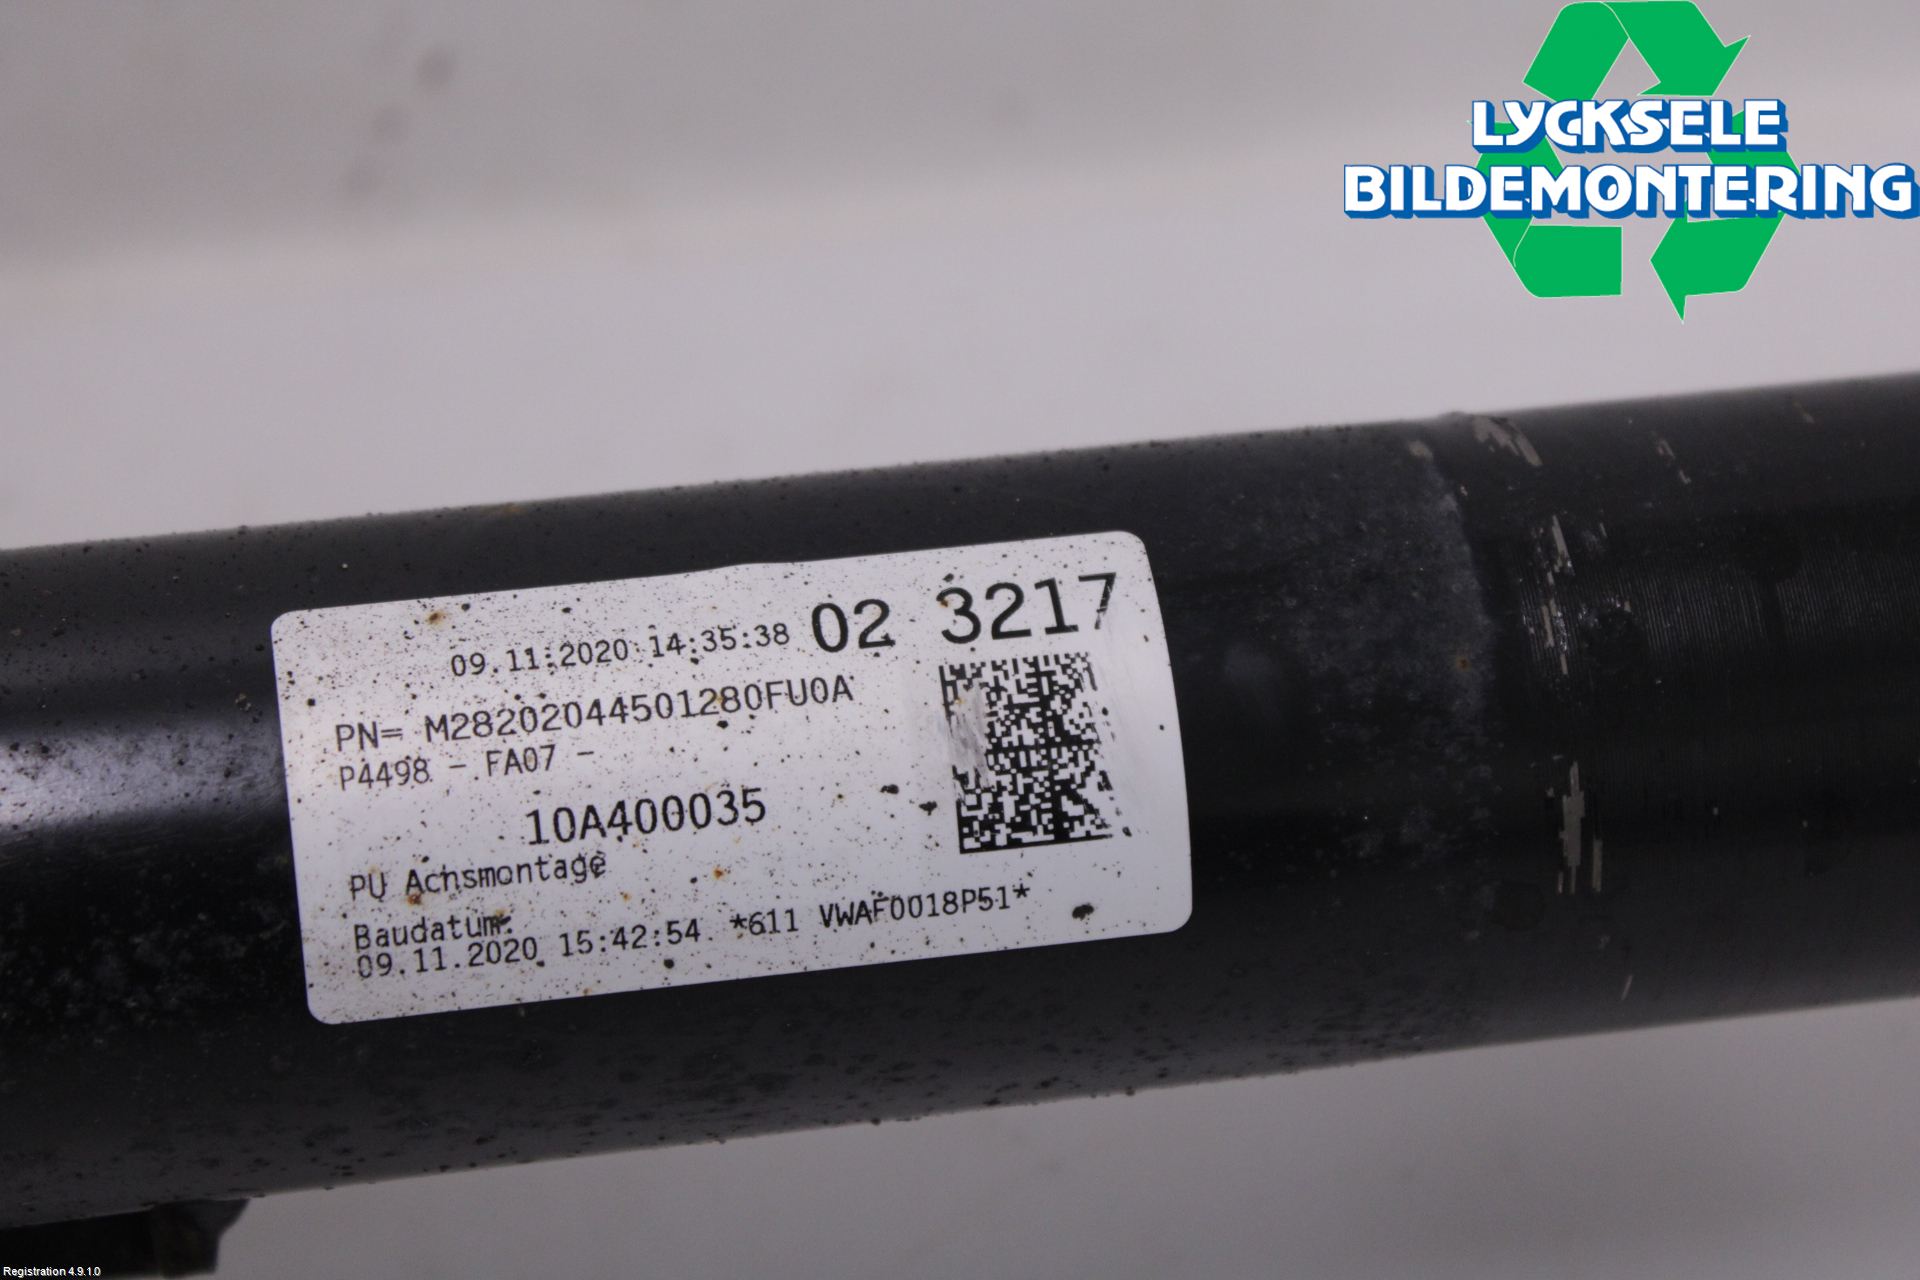 LYCKSELE
BILDEMONTERING
09.11.2020 14:35:38 02 3217
PN= M28202044501280FU0A
P4498 - FA07 -
10A400035
PU Achsmontage
Baudatum:
09.11.2020 15:42:54 *611 VWAF0018P51*
Registration 4.9.1.0